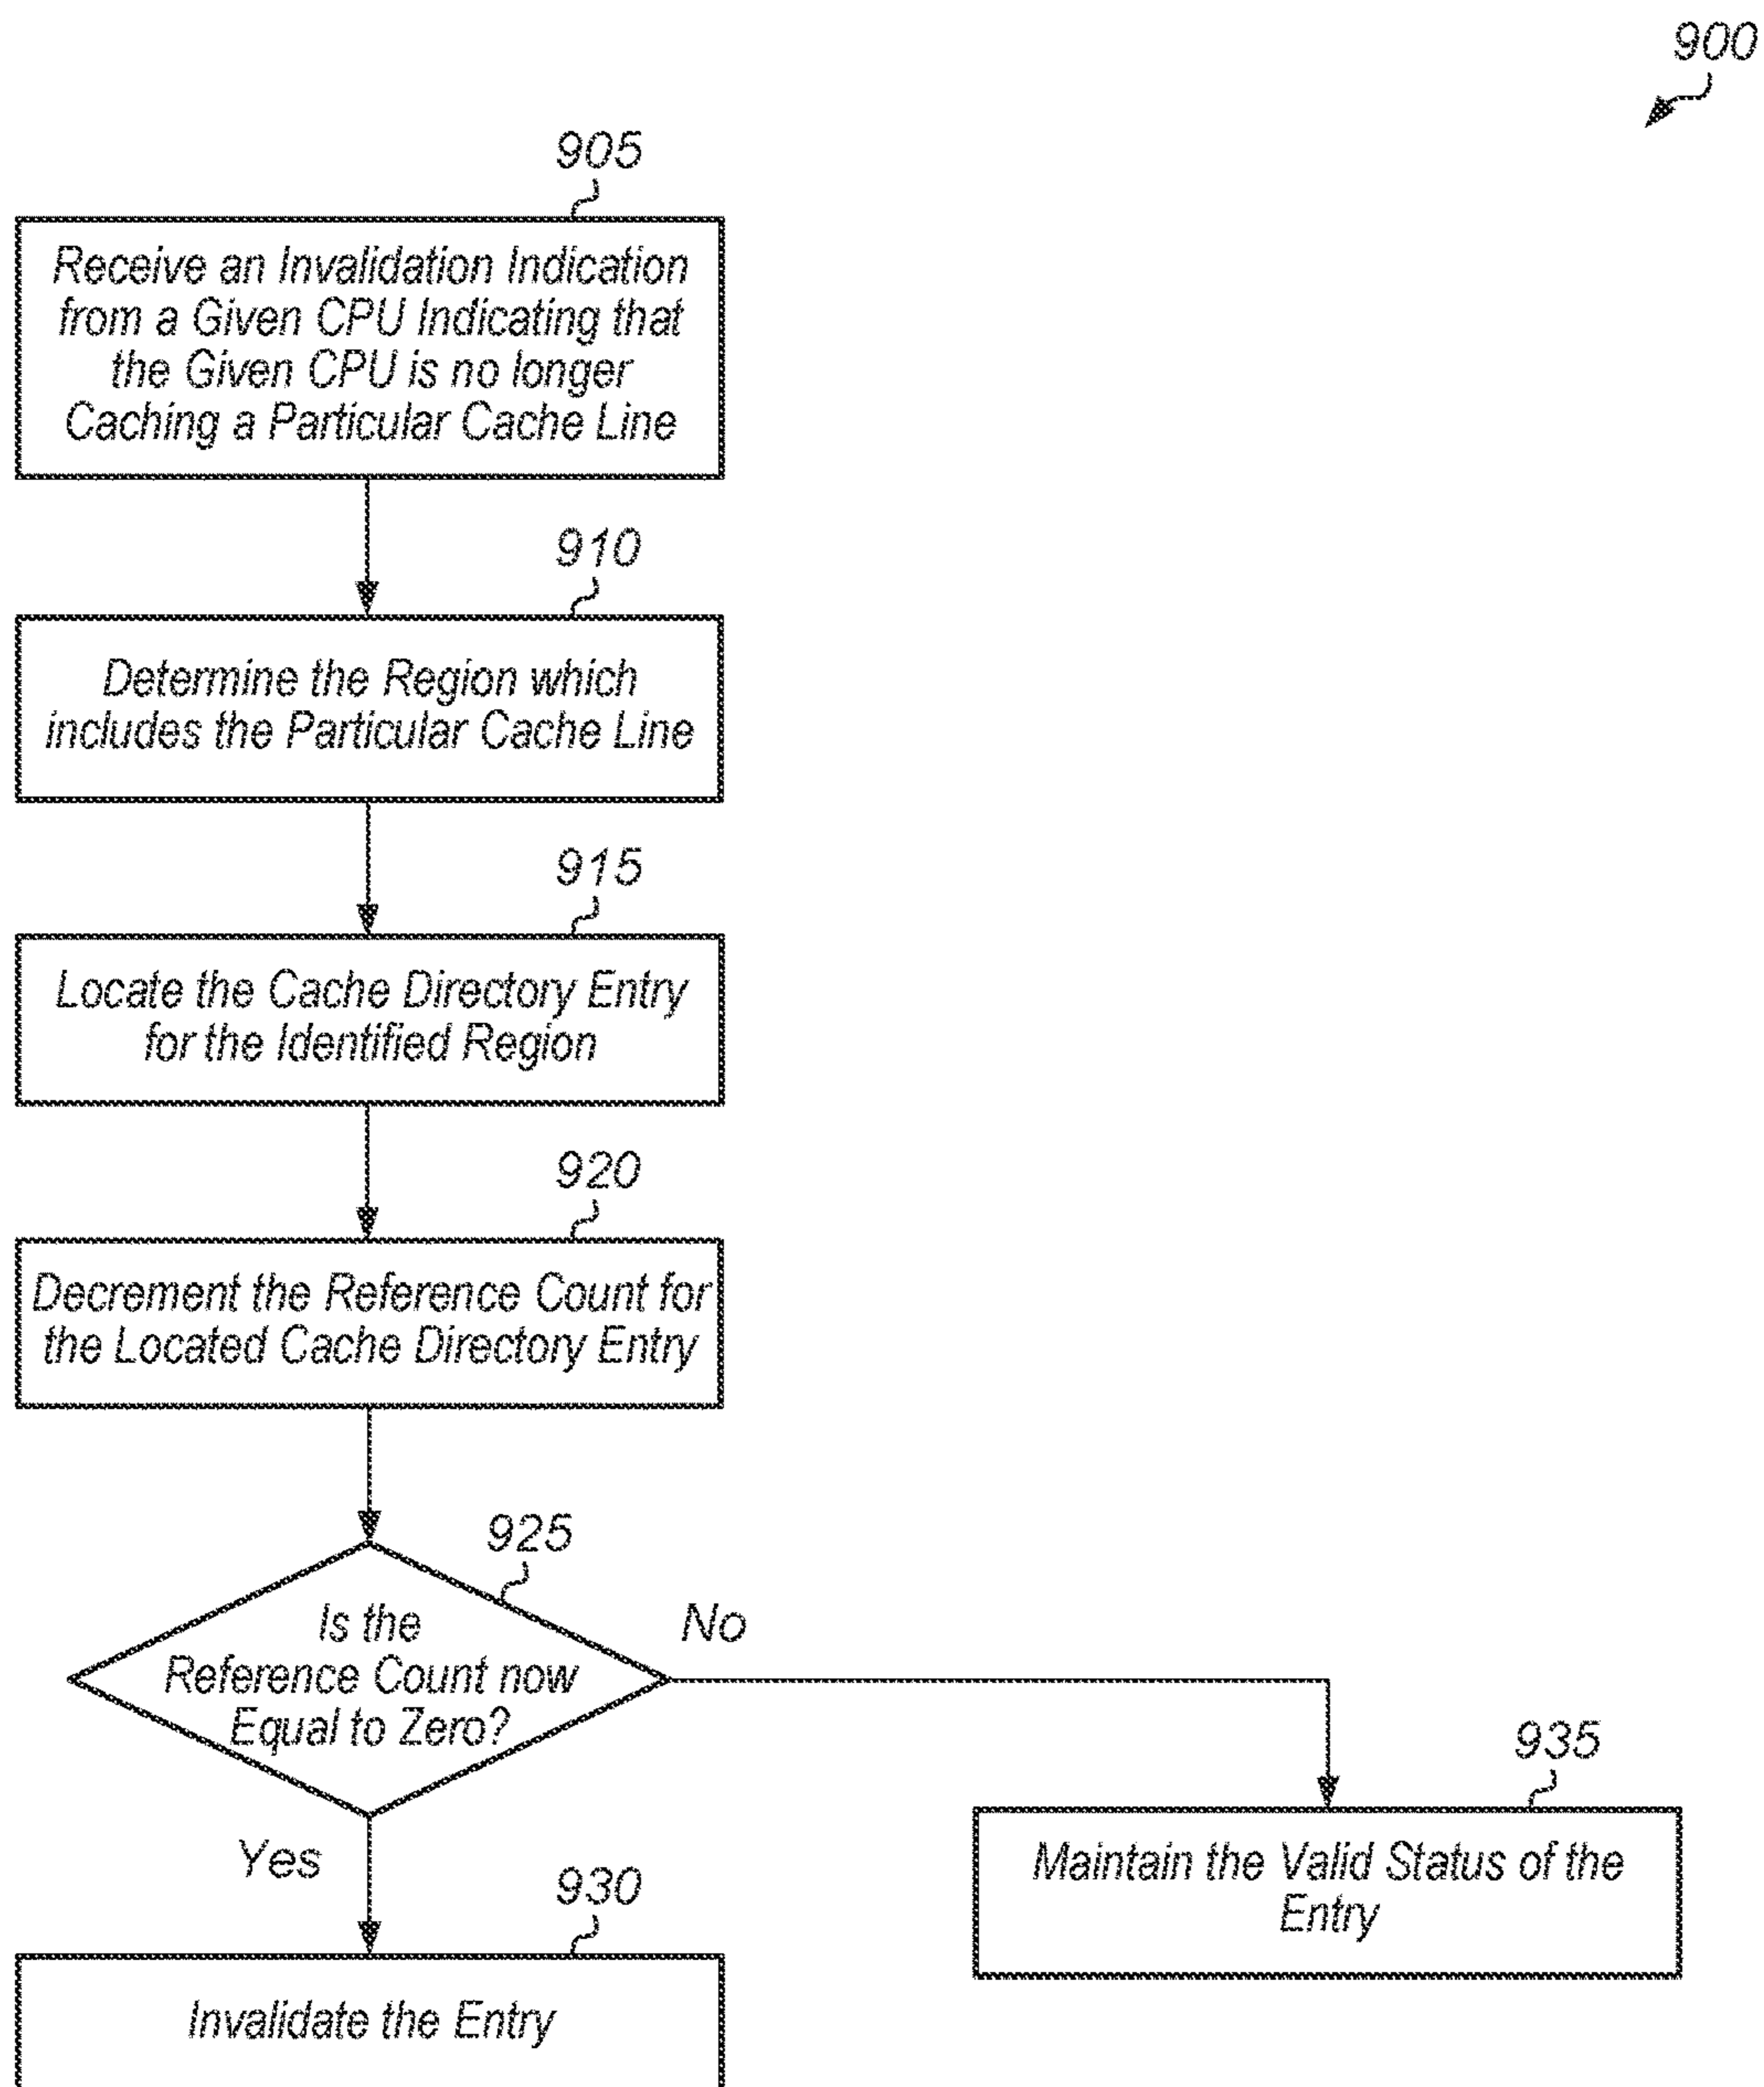 900
905
Receive an Invalidation Indication
from a Given CPU Indicating that
the Given CPU is no longer
Caching a Particular Cache Line
910
Determine the Region which
includes the Particular Cache Line
915
Locate the Cache Directory Entry
for the Identified Region
920
Decrement the Reference Count for
the Located Cache Directory Entry
925
Is the
Reference Count now
Equal to Zero?
No
935
Maintain the Valid Status of the
Entry
Yes
930
Invalidate the Entry